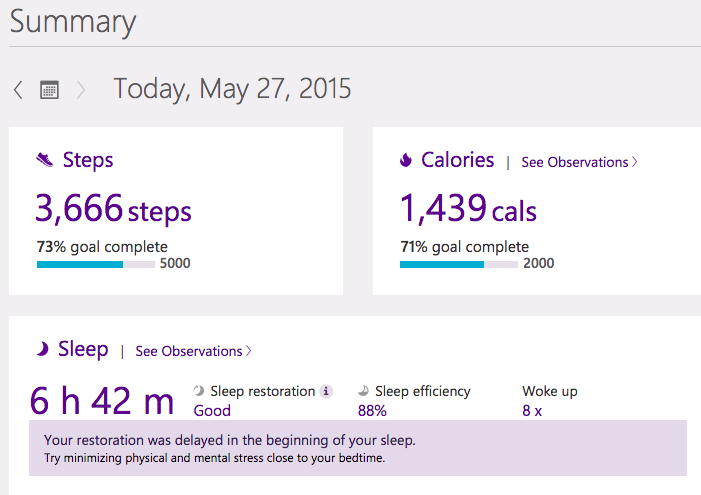 Summary
Today, May 27, 2015
Steps
3,666 steps
73% goal complete
5000
Calories | See Observations
1,439 cals
71% goal complete
2000
Sleep | See Observations
6 h 42 m
Sleep restoration i
Good
Sleep efficiency
88%
Woke up
8 x
Your restoration was delayed in the beginning of your sleep.
Try minimizing physical and mental stress close to your bedtime.